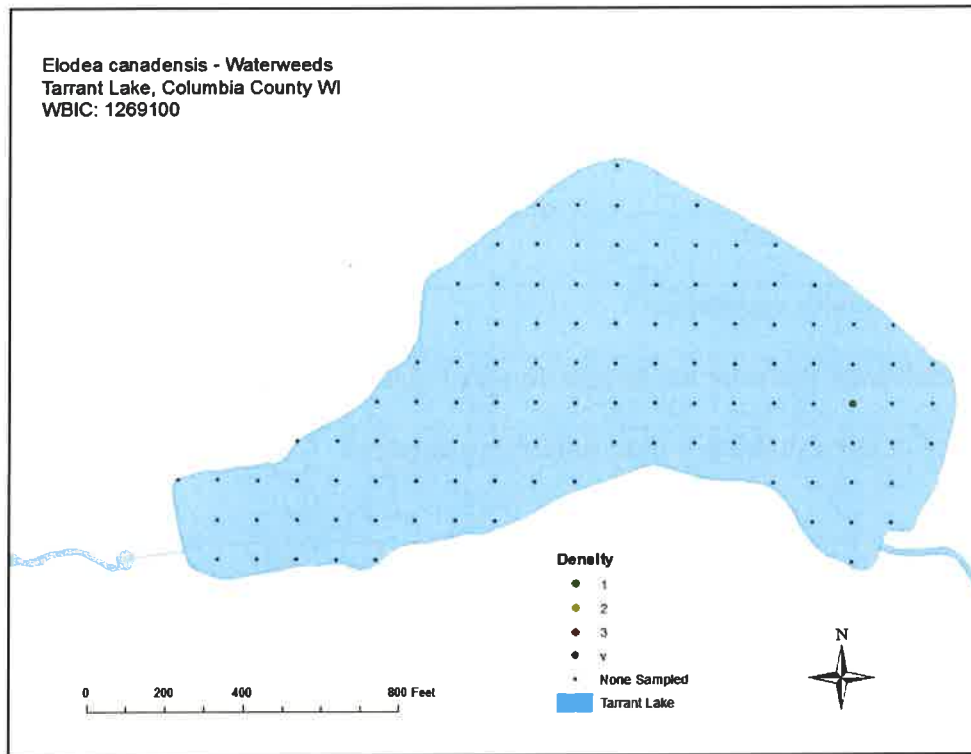 Elodea canadensis - Waterweeds
Tarrant Lake, Columbia County WI
WBIC: 1269100
Density
1
2
3
v
None Sampled
Tarrant Lake
0 200 400 800 Feet
N